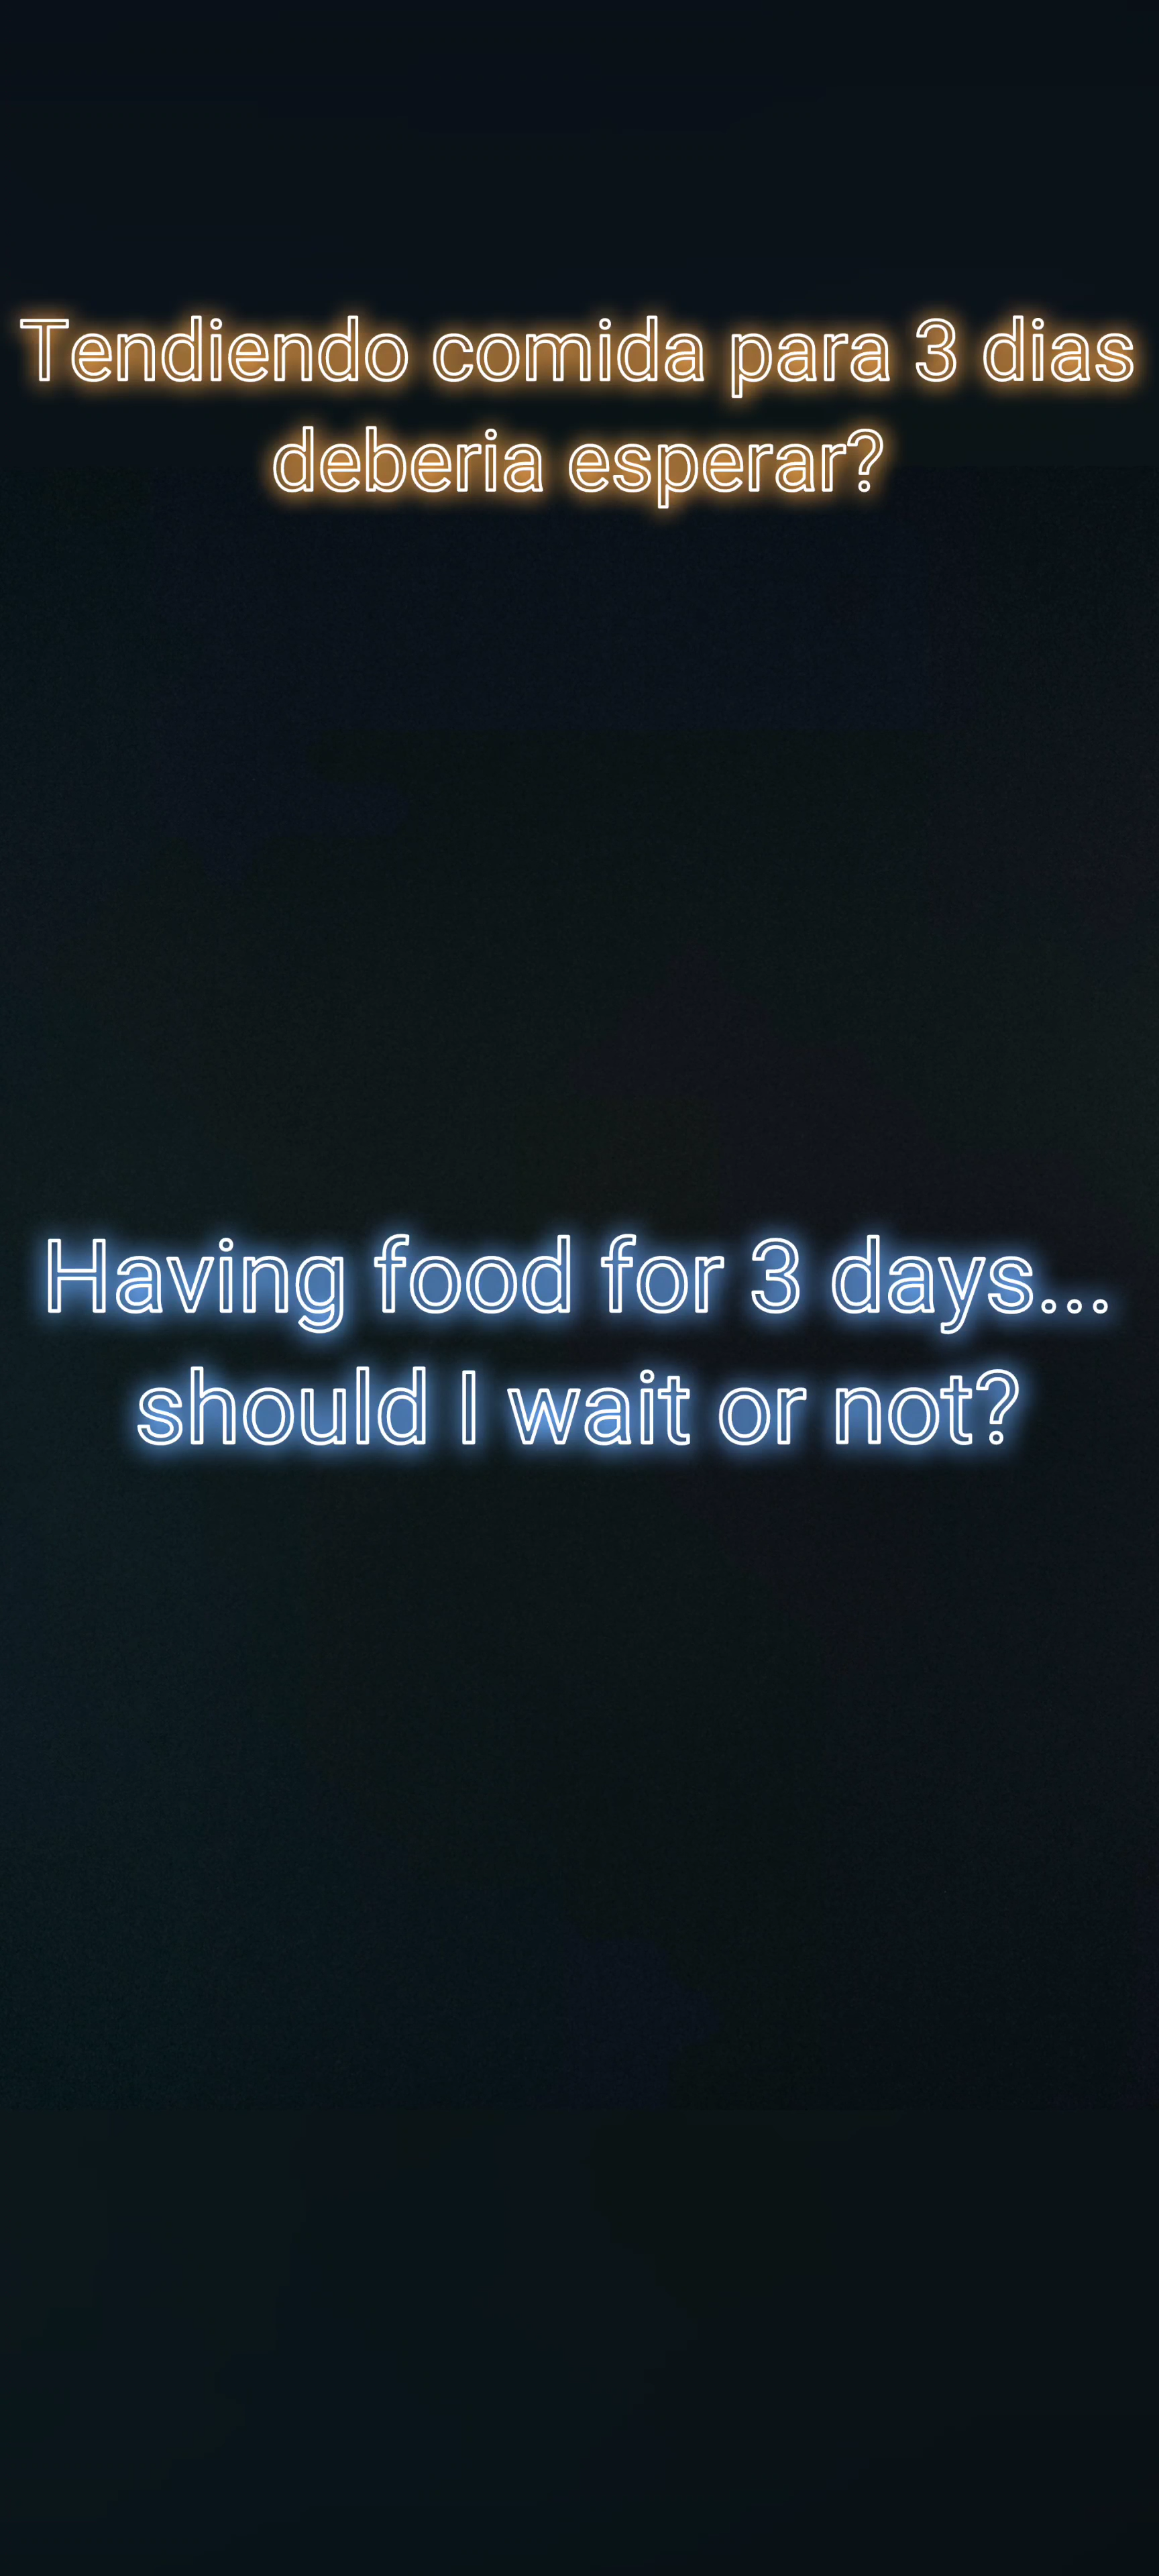 Tendiendo comida para 3 dias
deberia esperar?
Having food for 3 days...
should I wait or not?